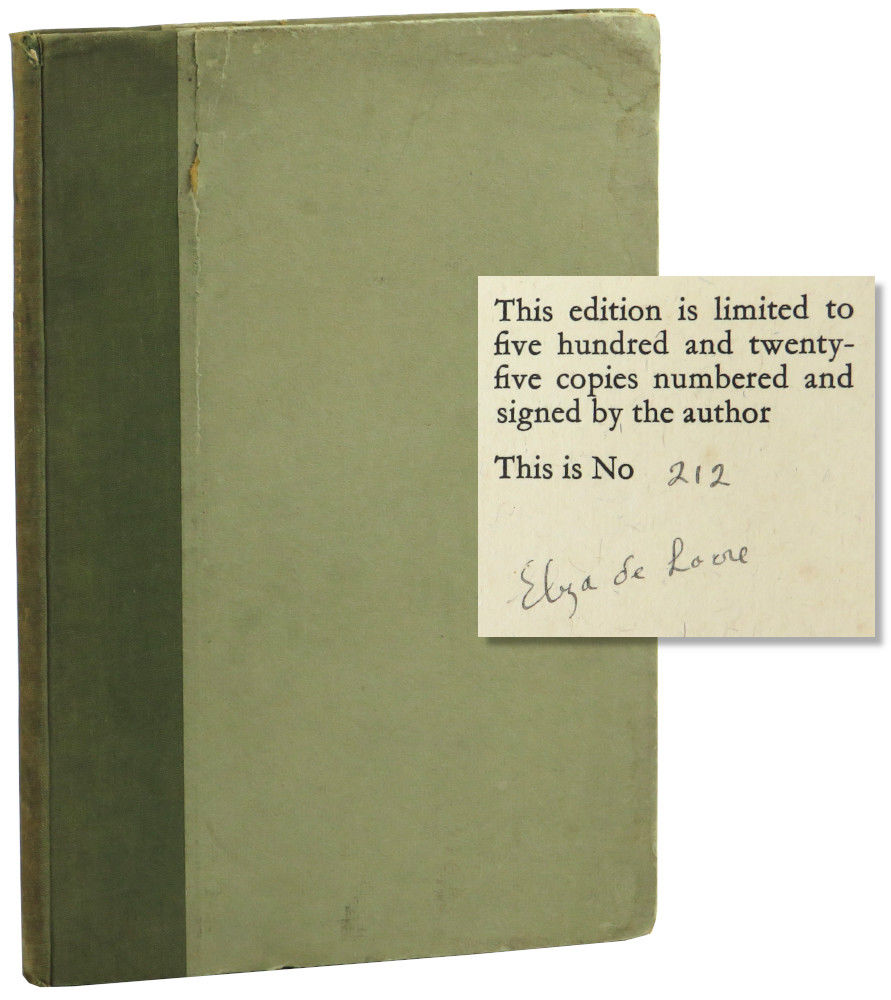 This edition is limited to
five hundred and twenty-
five copies numbered and
signed by the author
This is No 212
Elza de Locre